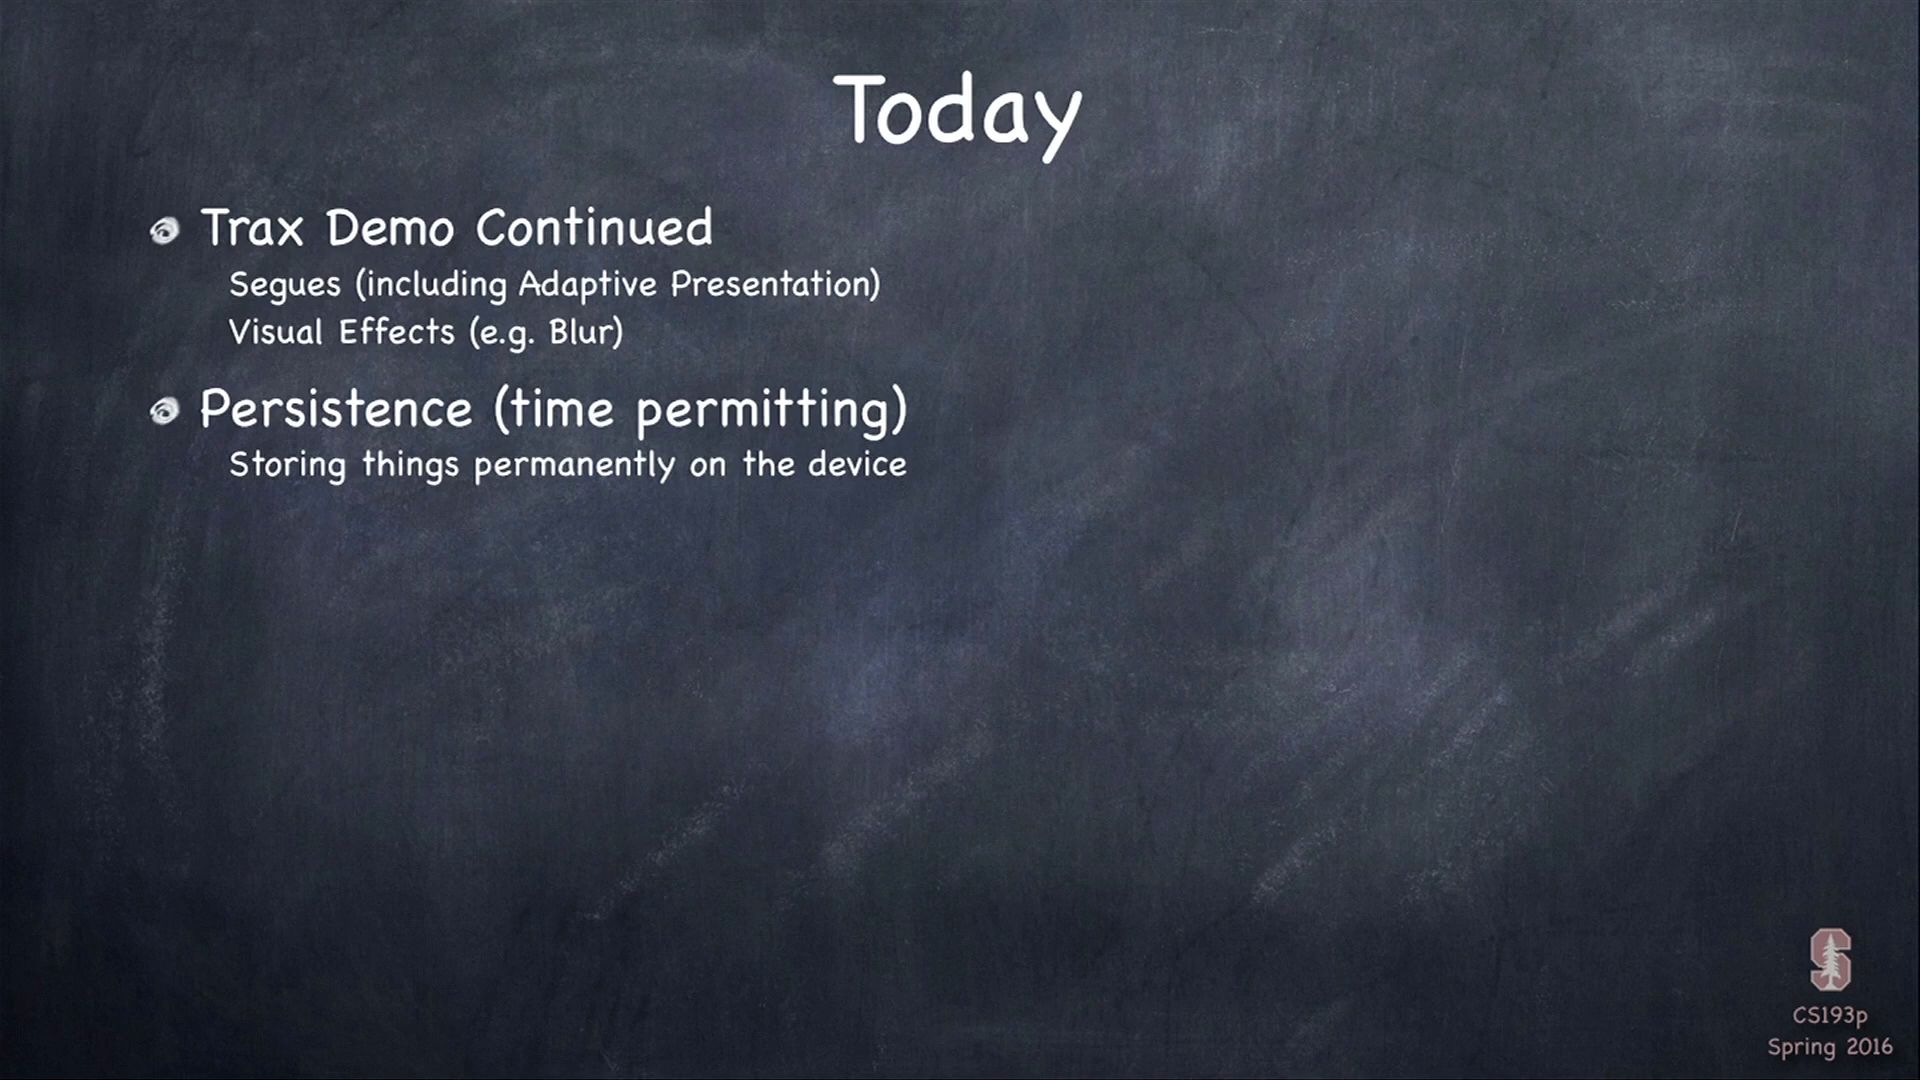 Today
Trax Demo Continued
Segues (including Adaptive Presentation)
Visual Effects (e.g. Blur)
Persistence (time permitting)
Storing things permanently on the device
S
CS193p
Spring 2016